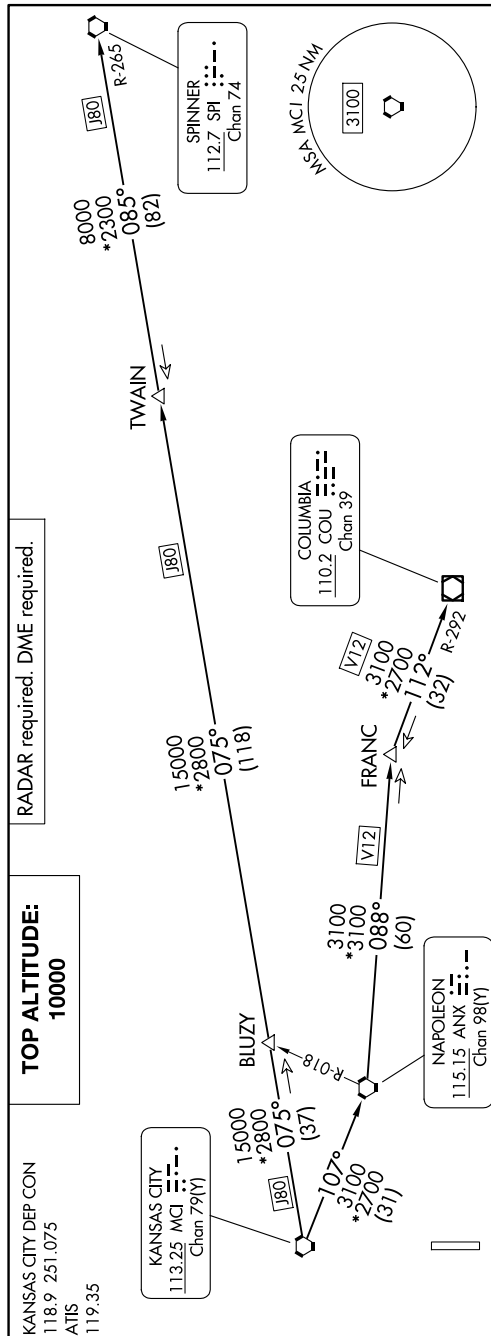 KANSAS CITY DEP CON
118.9 251.075
ATIS
119.35
TOP ALTITUDE:
10000
RADAR required. DME required.
KANSAS CITY
113.25 MCI
Chan 79(Y)
J80
15000
*2800
075°
(37)
BLUZY
15000
*2800
075°
(118)
J80
TWAIN
8000
*2300
085°
(82)
J80
R-265
SPINNER
112.7 SPI
Chan 74
107°
3100
*2700
(31)
R-018
NAPOLEON
115.15 ANX
Chan 98(Y)
3100
*3100
088°
(60)
V12
FRANC
V12
3100
*2700
112°
(32)
R-292
COLUMBIA
110.2 COU
Chan 39
MSA MCI 25 NM
3100